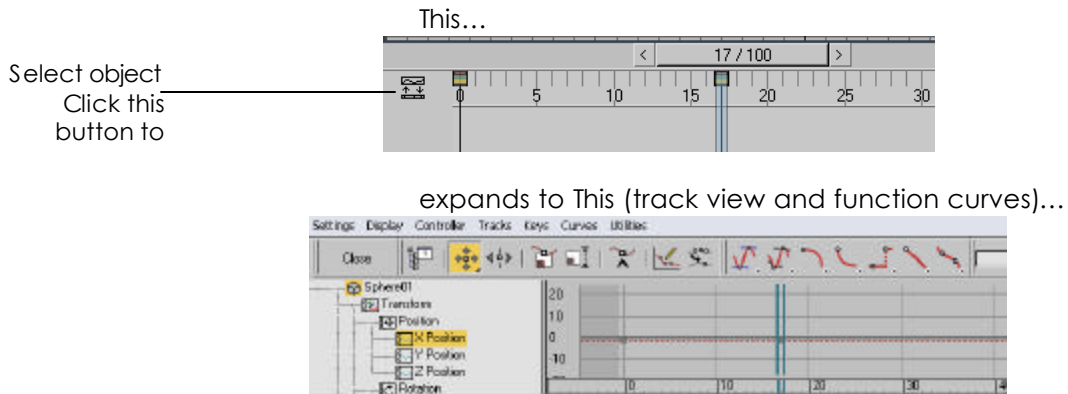 This…
< 17 / 100 >
Select object
Click this
button to
0 5 10 15 20 25 30
expands to This (track view and function curves)…
Settings Display Controller Tracks Keys Curves Utilities
Close
Sphere01
Transform
Position
X Position
Y Position
Z Position
Rotation
20
10
0
-10
0 10 20 30